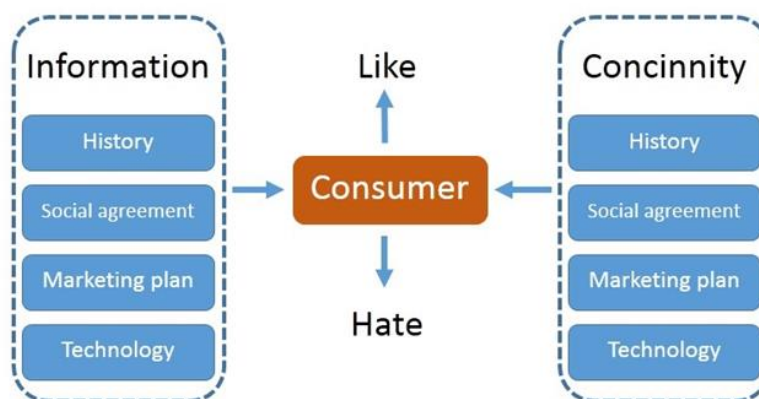 Information
History
Social agreement
Marketing plan
Technology
Like
Consumer
Hate
Concinnity
History
Social agreement
Marketing plan
Technology